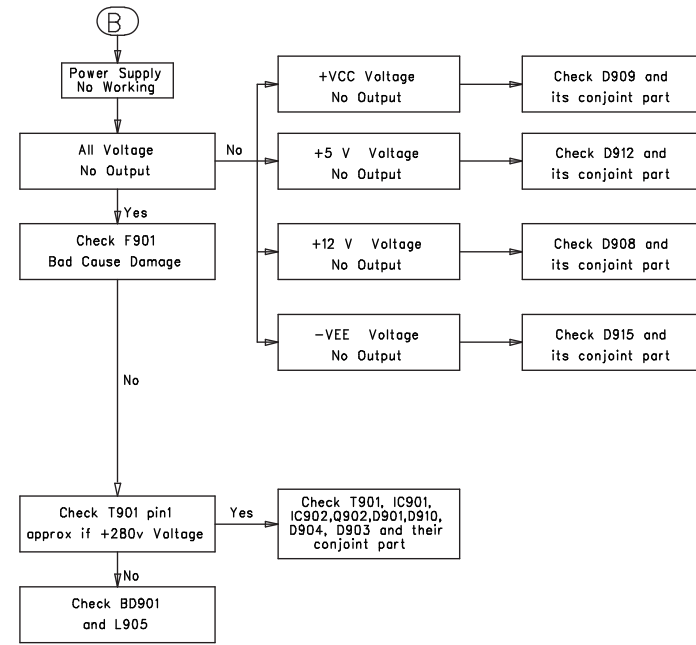 B
Power Supply
No Working
All Voltage
No Output
No
+VCC Voltage
No Output
Check D909 and
its conjoint part
+5 V Voltage
No Output
Check D912 and
its conjoint part
Yes
Check F901
Bad Cause Damage
+12 V Voltage
No Output
Check D908 and
its conjoint part
-VEE Voltage
No Output
Check D915 and
its conjoint part
No
Check T901 pin1
approx if +280v Voltage
Yes
Check T901, IC901,
IC902,Q902,D901,D910,
D904, D903 and their
conjoint part
No
Check BD901
and L905